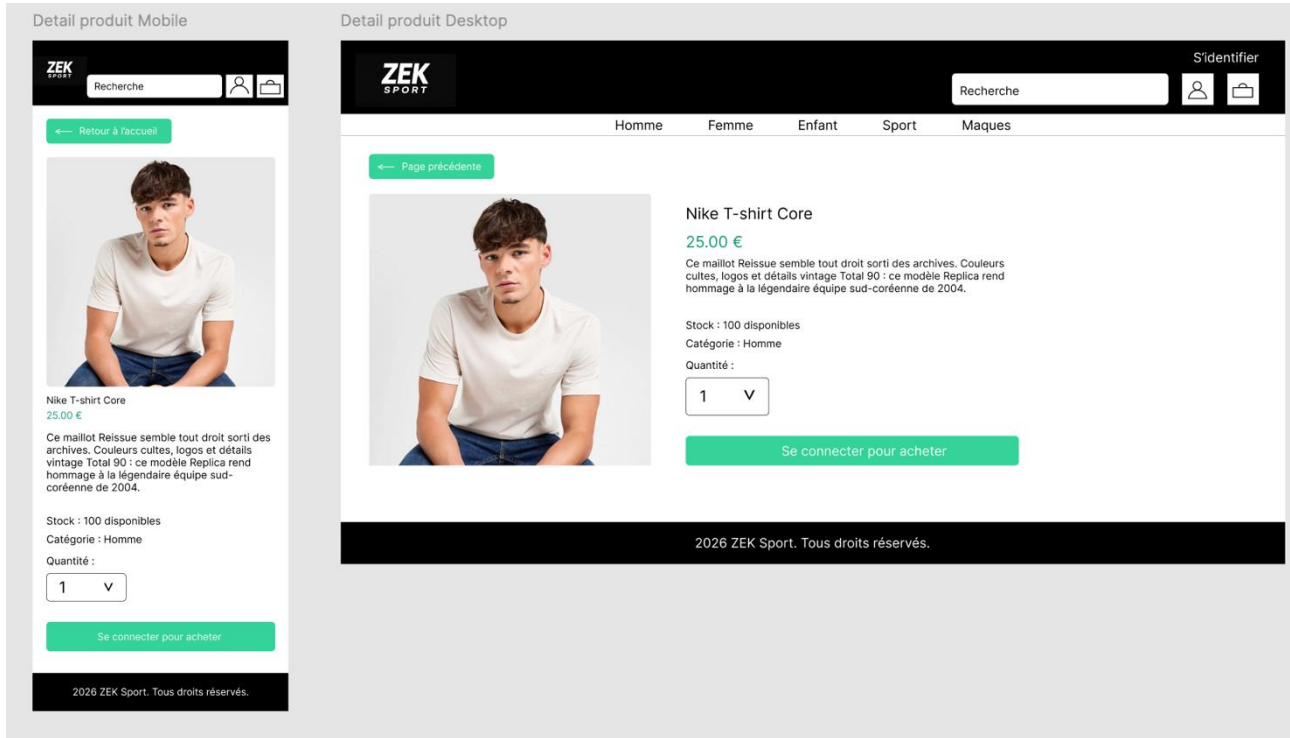 Detail produit Mobile
ZEK
SPORT
Recherche
← Retour à l'accueil
Nike T-shirt Core
25.00 €
Ce maillot Reissue semble tout droit sorti des
archives. Couleurs cultes, logos et détails
vintage Total 90 : ce modèle Replica rend
hommage à la légendaire équipe sud-
coréenne de 2004.
Stock : 100 disponibles
Catégorie : Homme
Quantité :
1 V
Se connecter pour acheter
2026 ZEK Sport. Tous droits réservés.
Detail produit Desktop
ZEK
SPORT
S'identifier
Recherche
Homme Femme Enfant Sport Maques
← Page précédente
Nike T-shirt Core
25.00 €
Ce maillot Reissue semble tout droit sorti des archives. Couleurs
cultes, logos et détails vintage Total 90 : ce modèle Replica rend
hommage à la légendaire équipe sud-coréenne de 2004.
Stock : 100 disponibles
Catégorie : Homme
Quantité :
1 V
Se connecter pour acheter
2026 ZEK Sport. Tous droits réservés.